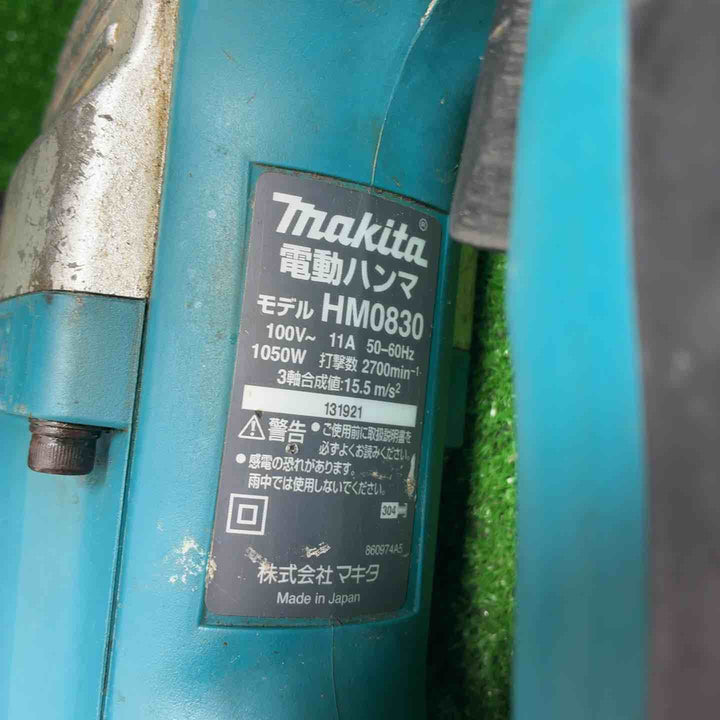 makita®
電動ハンマ
モデル HM0830
100V~ 11A 50-60Hz
1050W 打撃数 2700min⁻¹
3軸合成値:15.5 m/s²
131921
⚠警告 ●ご使用前に取扱説明書を
必ずよくお読みください。
●感電の恐れがあります。
雨中では使用しないでください。
304
860974A5
株式会社 マキタ
Made in Japan